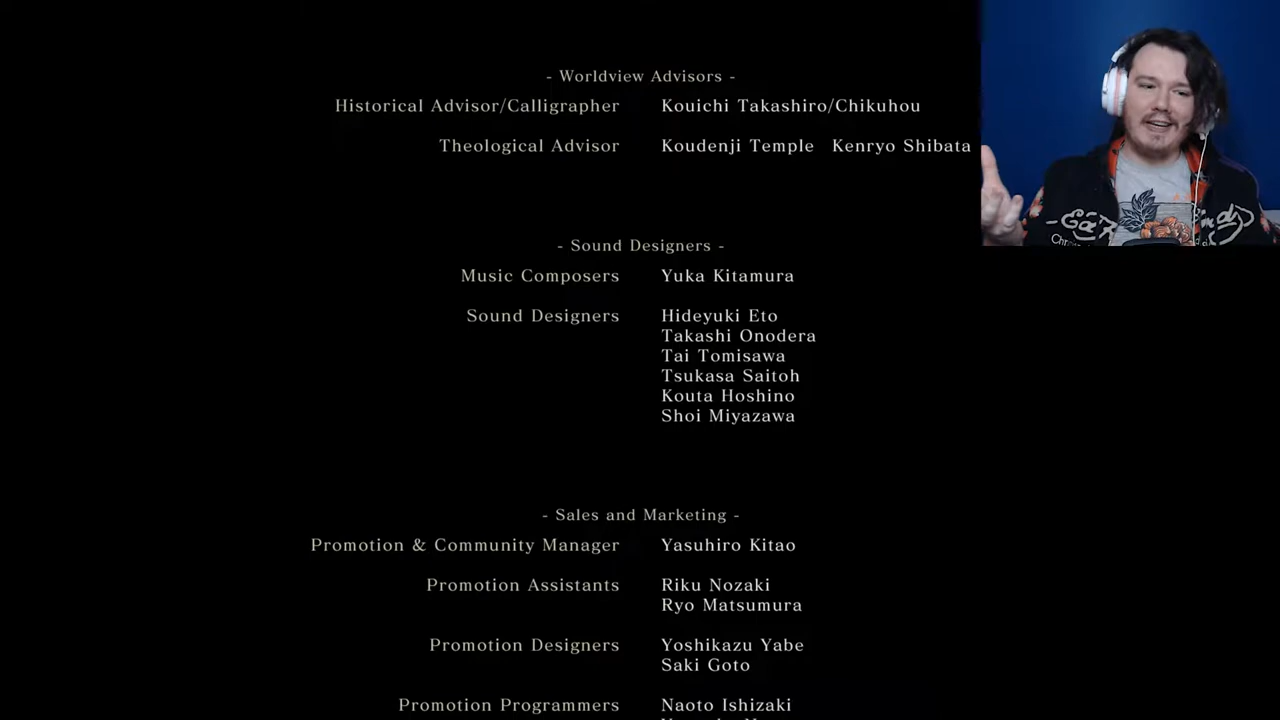 - Worldview Advisors -
Historical Advisor/Calligrapher Kouichi Takashiro/Chikuhou
Theological Advisor Koudenji Temple Kenryo Shibata
- Sound Designers -
Music Composers Yuka Kitamura
Sound Designers Hideyuki Eto
Takashi Onodera
Tai Tomisawa
Tsukasa Saitoh
Kouta Hoshino
Shoi Miyazawa
- Sales and Marketing -
Promotion & Community Manager Yasuhiro Kitao
Promotion Assistants Riku Nozaki
Ryo Matsumura
Promotion Designers Yoshikazu Yabe
Saki Goto
Promotion Programmers Naoto Ishizaki